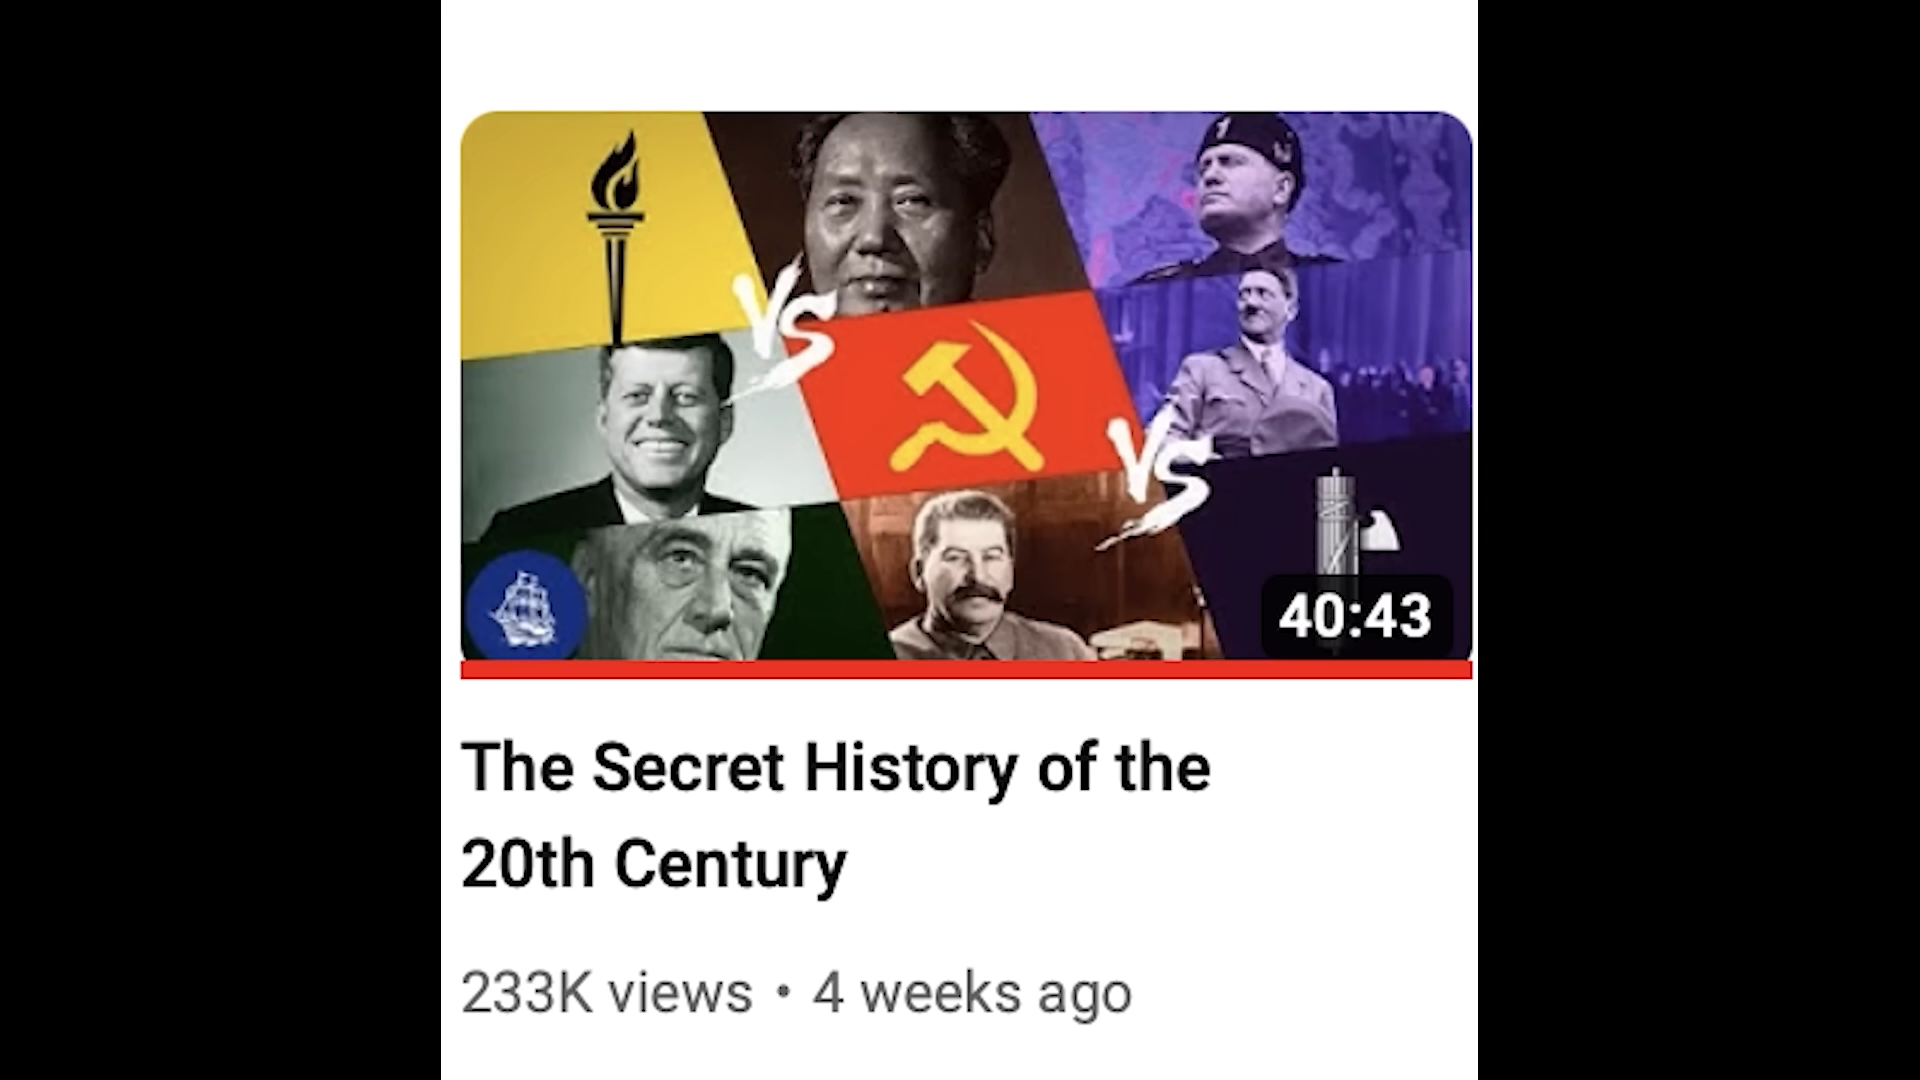 VS
VS
40:43
The Secret History of the
20th Century
233K views • 4 weeks ago